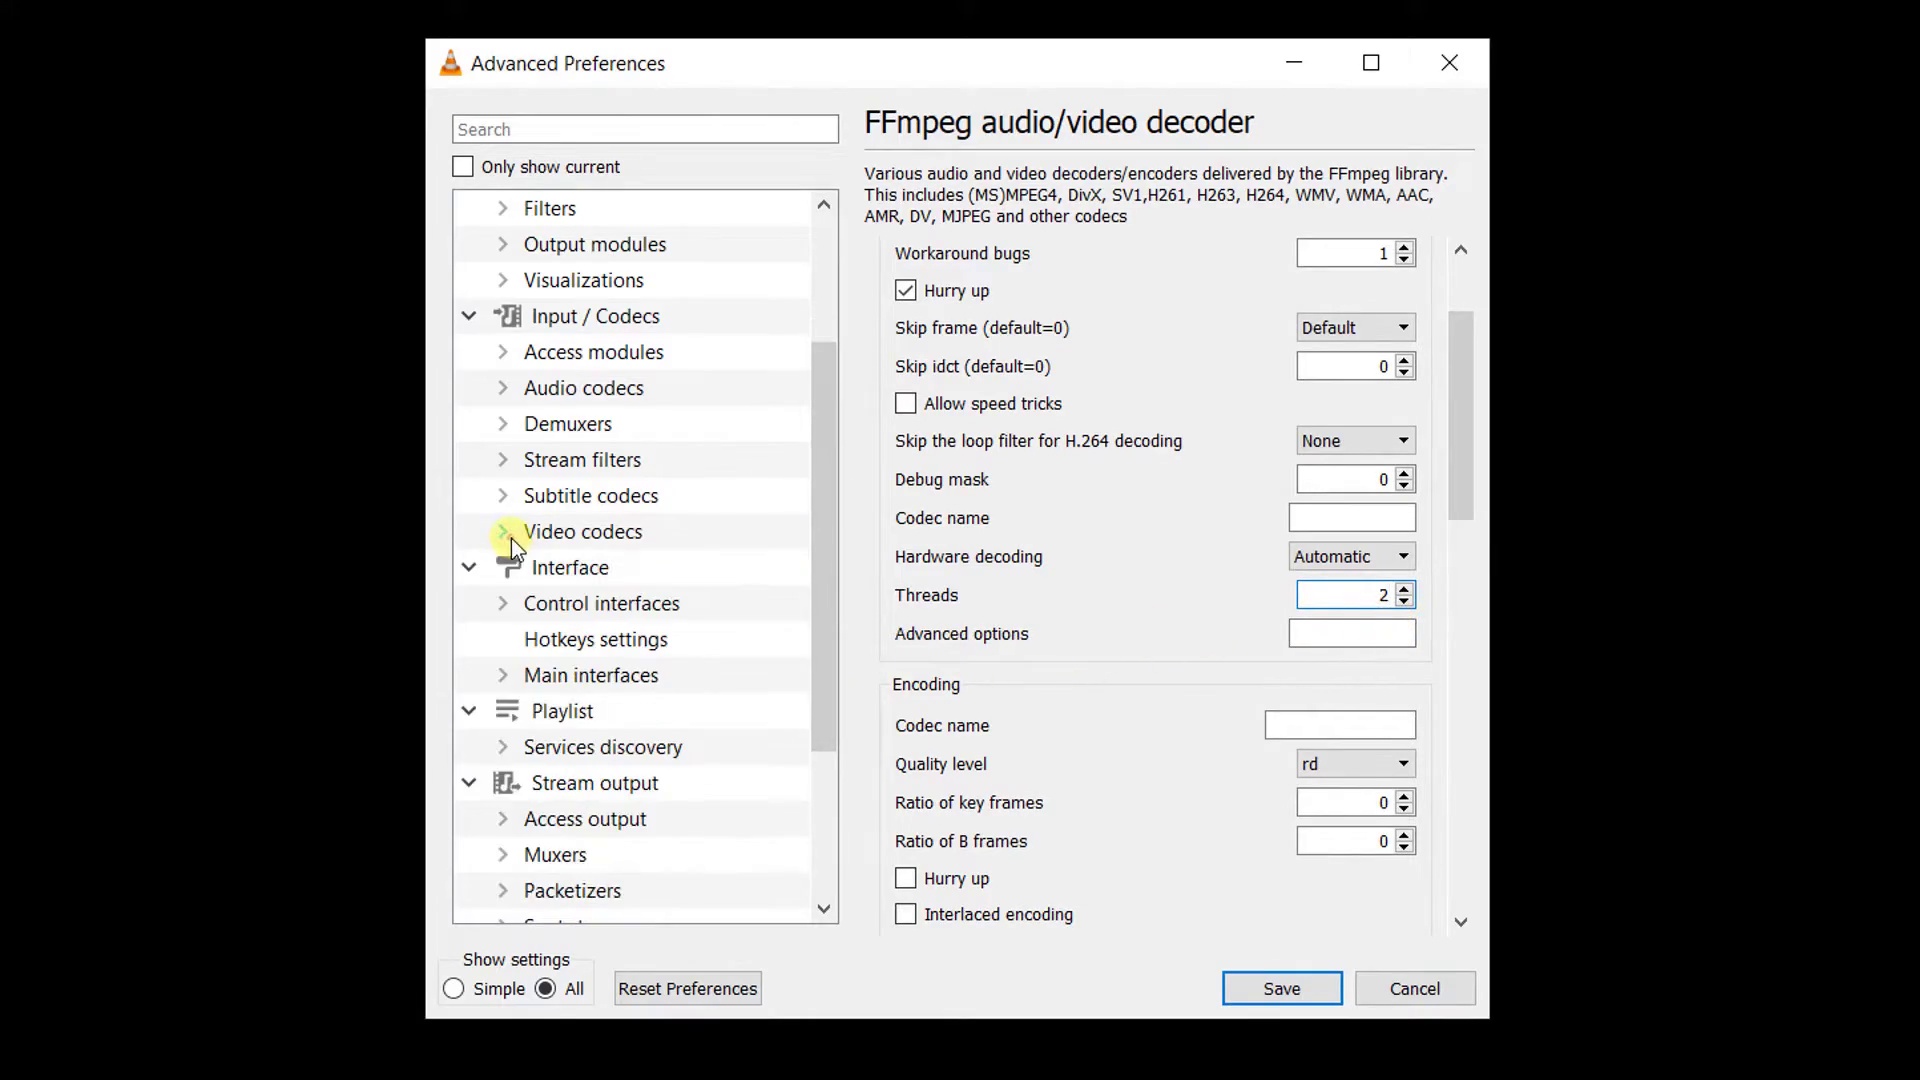 Advanced Preferences
Search
Only show current
Filters
Output modules
Visualizations
Input / Codecs
Access modules
Audio codecs
Demuxers
Stream filters
Subtitle codecs
Video codecs
Interface
Control interfaces
Hotkeys settings
Main interfaces
Playlist
Services discovery
Stream output
Access output
Muxers
Packetizers
Show settings
Simple
All
Reset Preferences
FFmpeg audio/video decoder
Various audio and video decoders/encoders delivered by the FFmpeg library.
This includes (MS)MPEG4, DivX, SV1,H261, H263, H264, WMV, WMA, AAC,
AMR, DV, MJPEG and other codecs
Workaround bugs 1
Hurry up
Skip frame (default=0) Default
Skip idct (default=0) 0
Allow speed tricks
Skip the loop filter for H.264 decoding None
Debug mask 0
Codec name
Hardware decoding Automatic
Threads 2
Advanced options
Encoding
Codec name
Quality level rd
Ratio of key frames 0
Ratio of B frames 0
Hurry up
Interlaced encoding
Save
Cancel